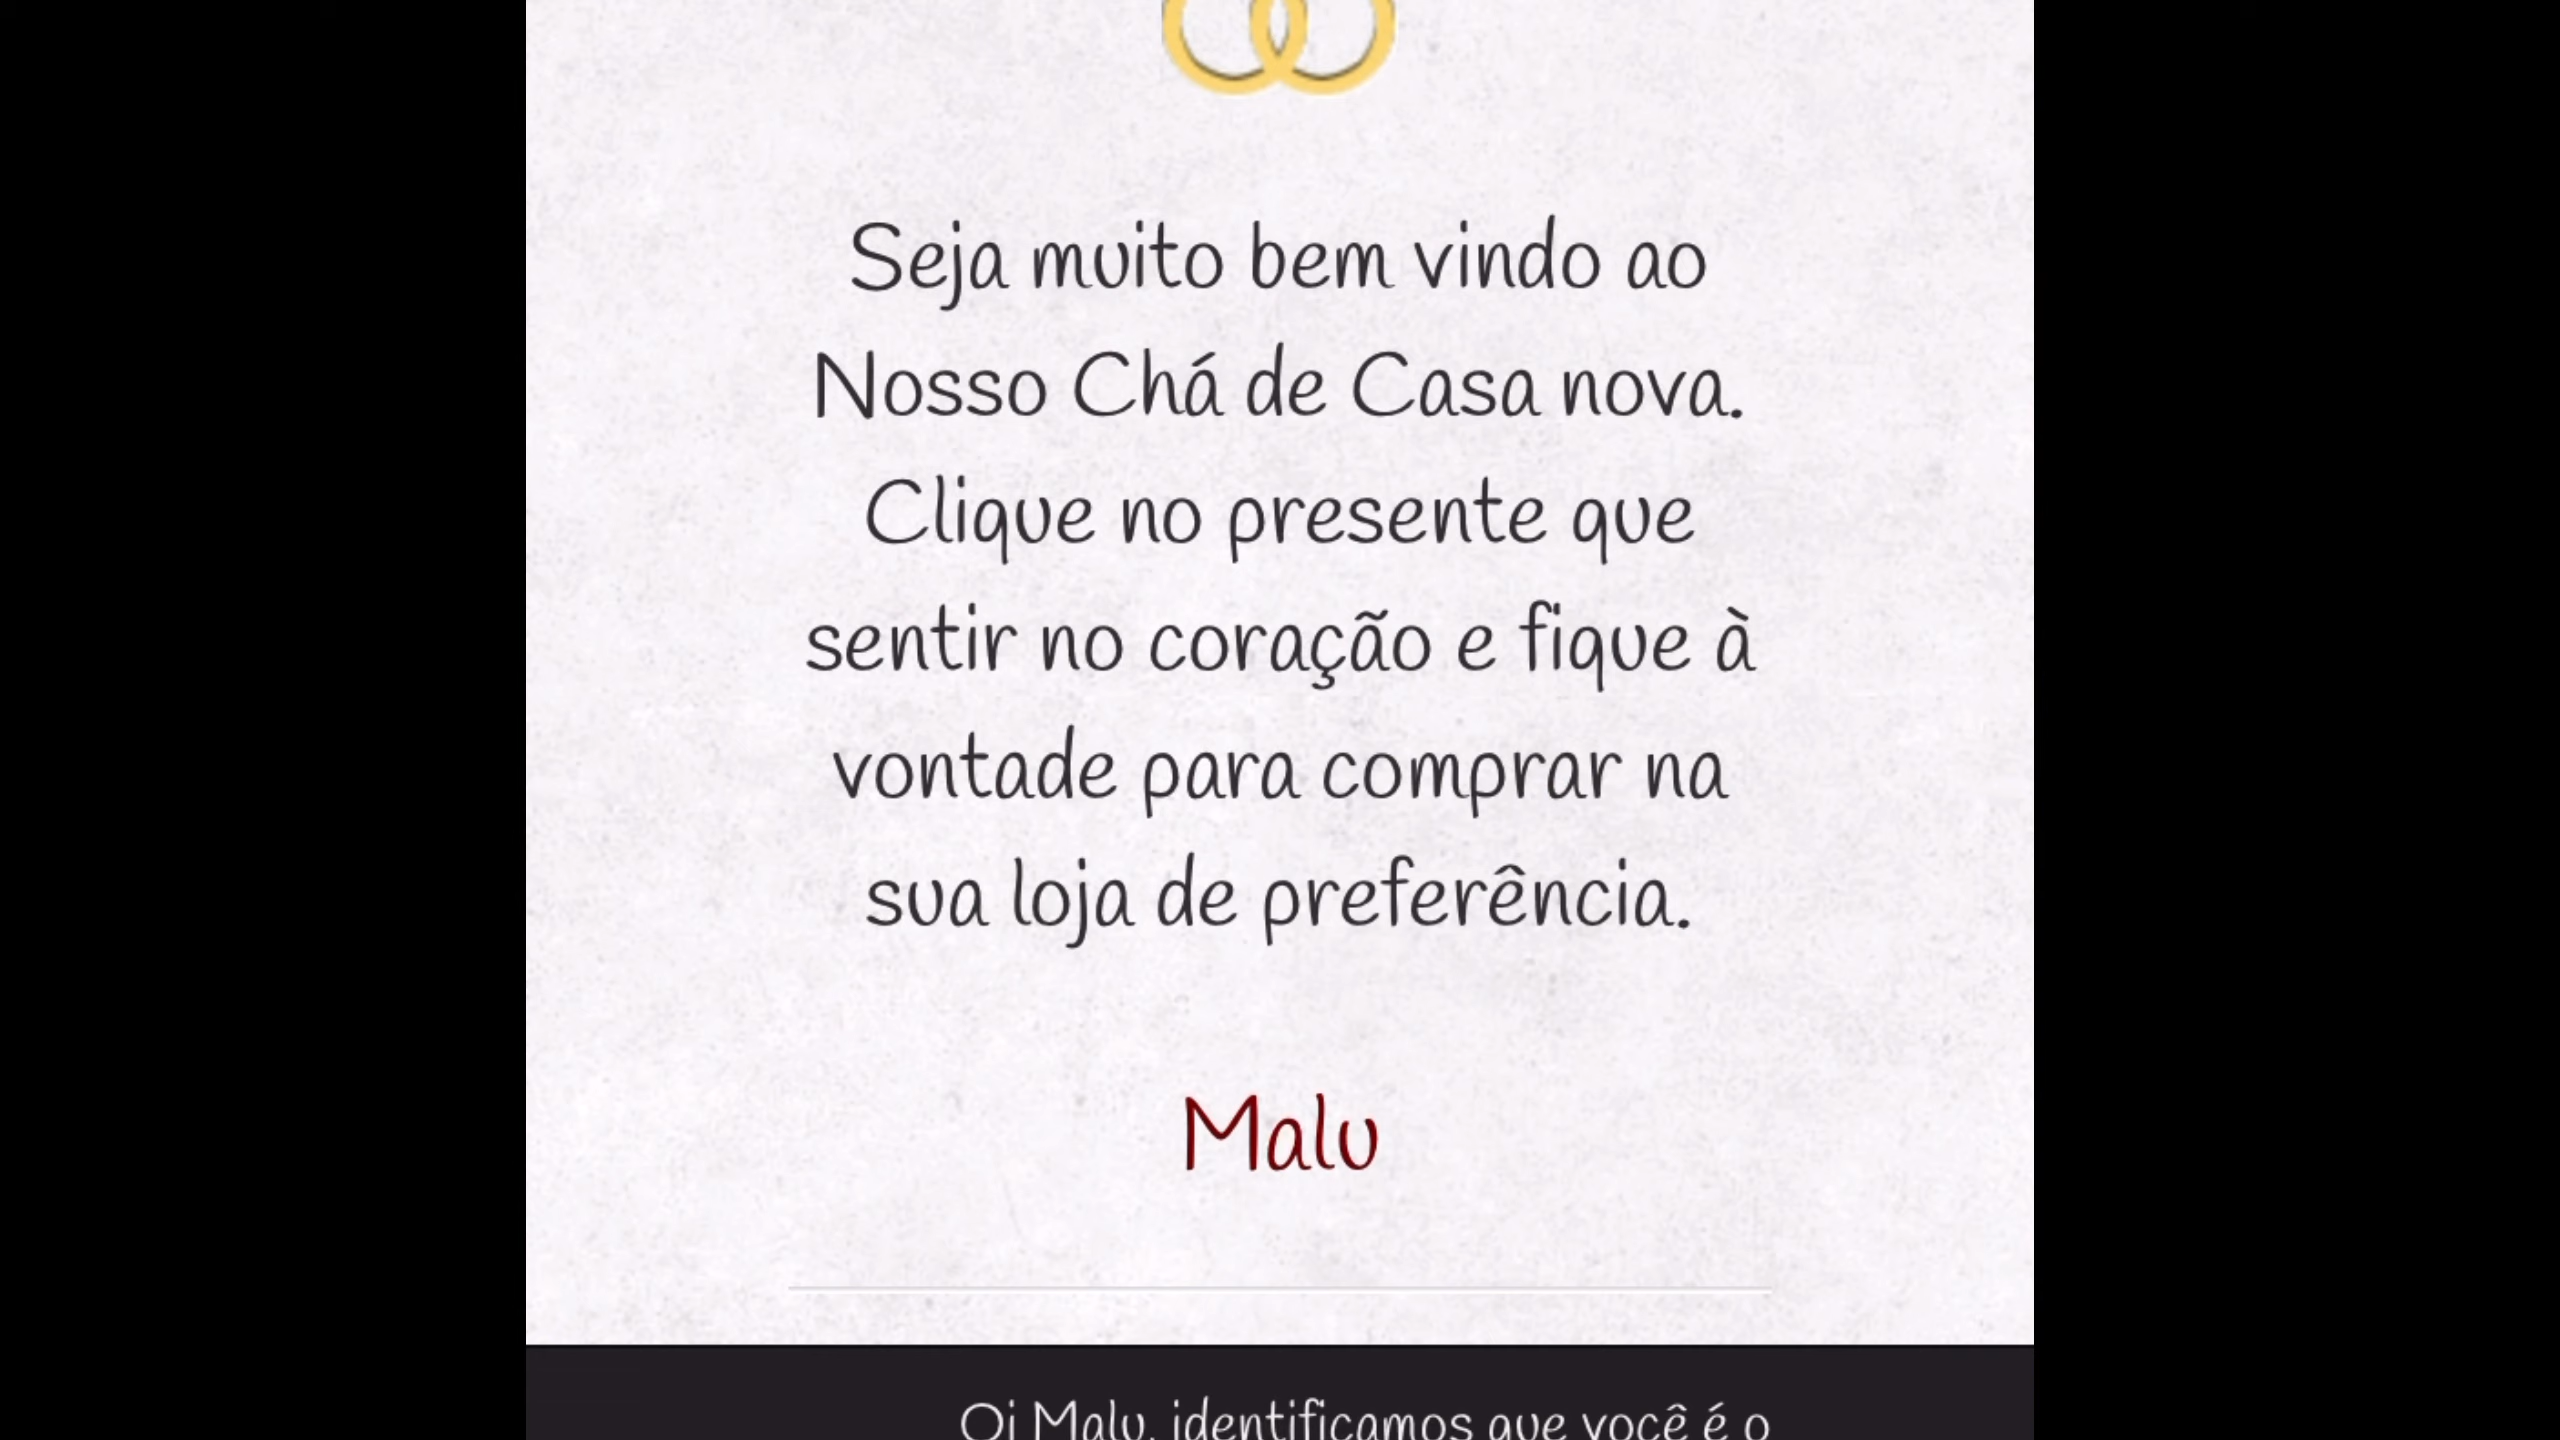 Seja muito bem vindo ao
Nosso Chá de Casa nova.
Clique no presente que
sentir no coração e fique à
vontade para comprar na
sua loja de preferência.
Malu
Oi Malu, identificamos que você é o